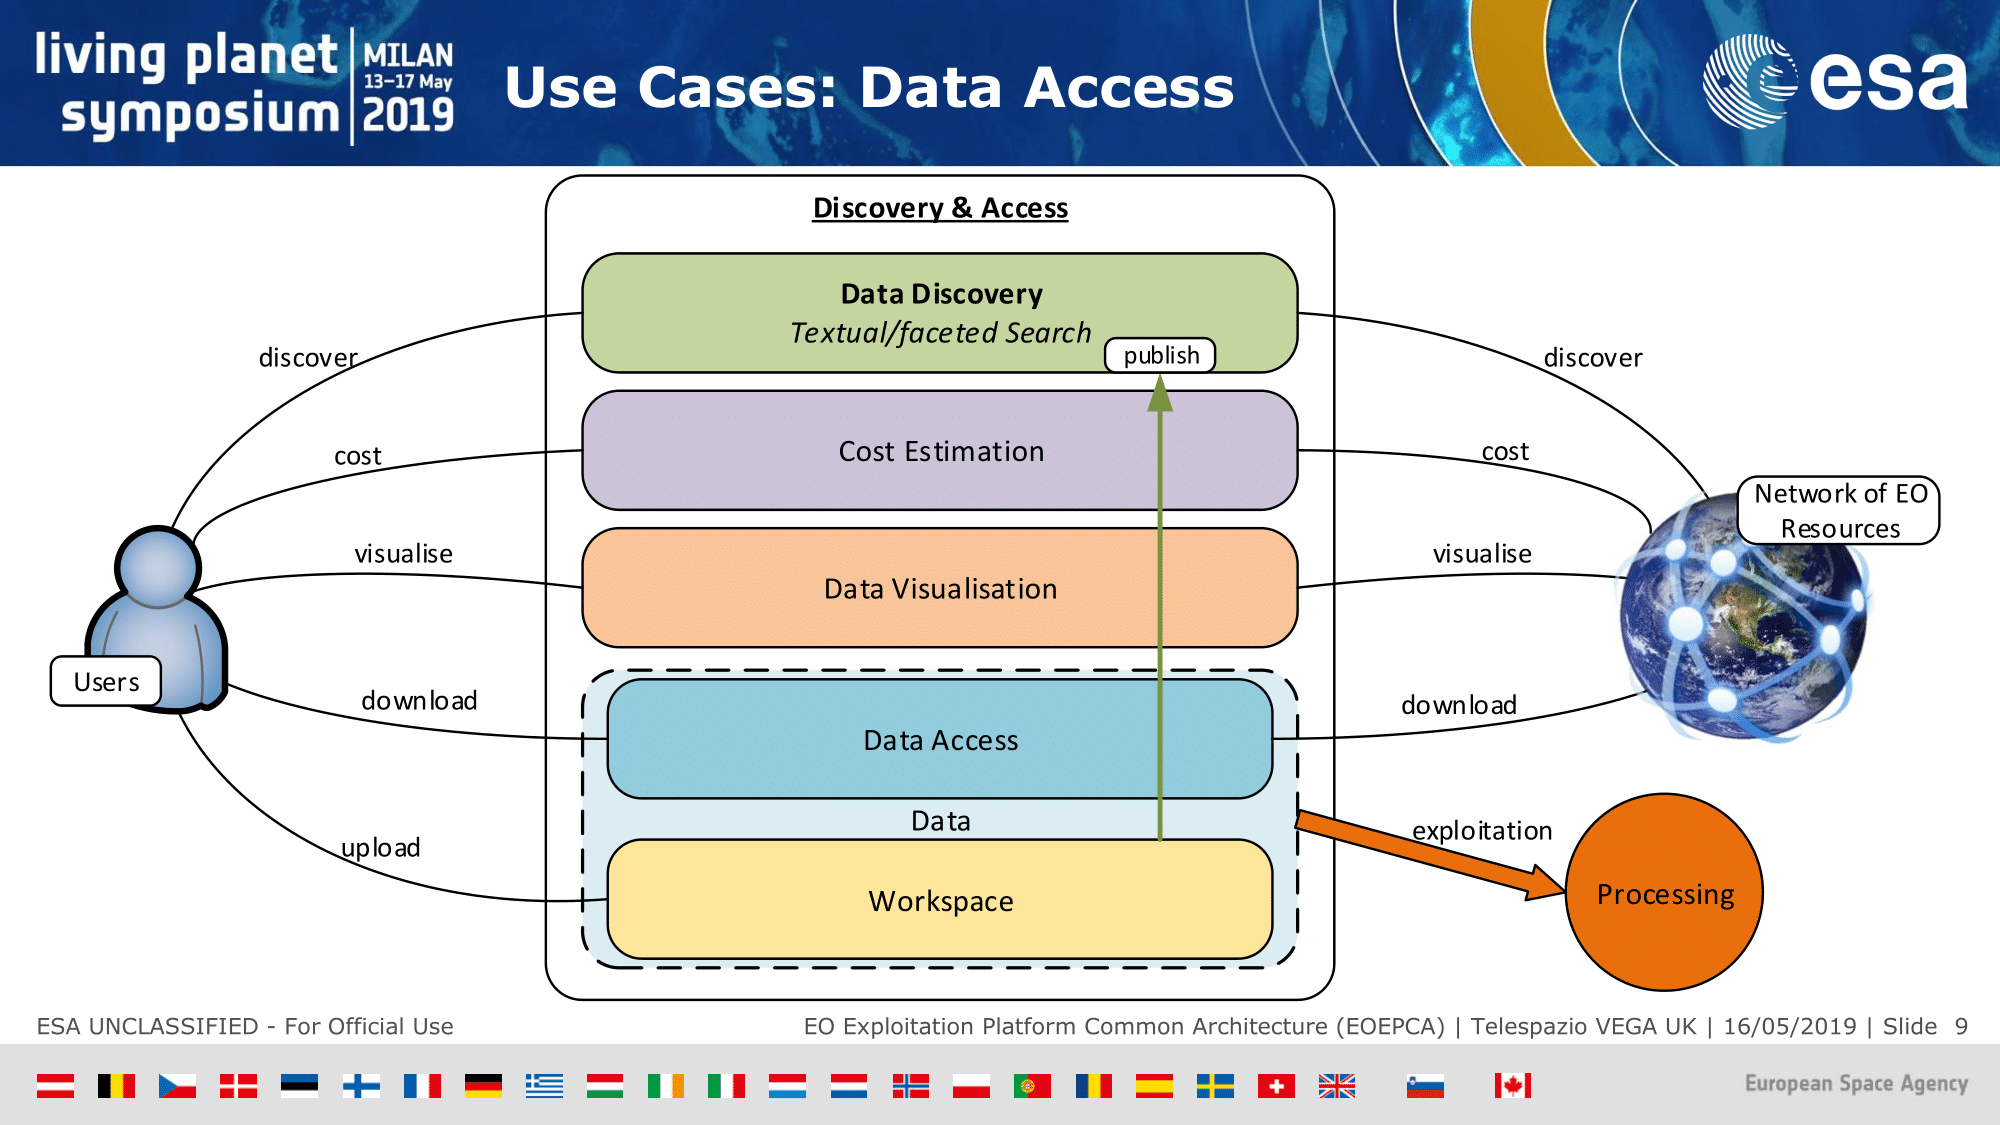 living planet
symposium
MILAN
13–17 May
2019
Use Cases: Data Access
esa
Discovery & Access
Data Discovery
Textual/faceted Search
publish
discover
discover
Cost Estimation
cost
cost
Network of EO
Resources
visualise
visualise
Data Visualisation
Users
download
download
Data Access
Data
upload
exploitation
Workspace
Processing
ESA UNCLASSIFIED - For Official Use
EO Exploitation Platform Common Architecture (EOEPCA) | Telespazio VEGA UK | 16/05/2019 | Slide 9
European Space Agency